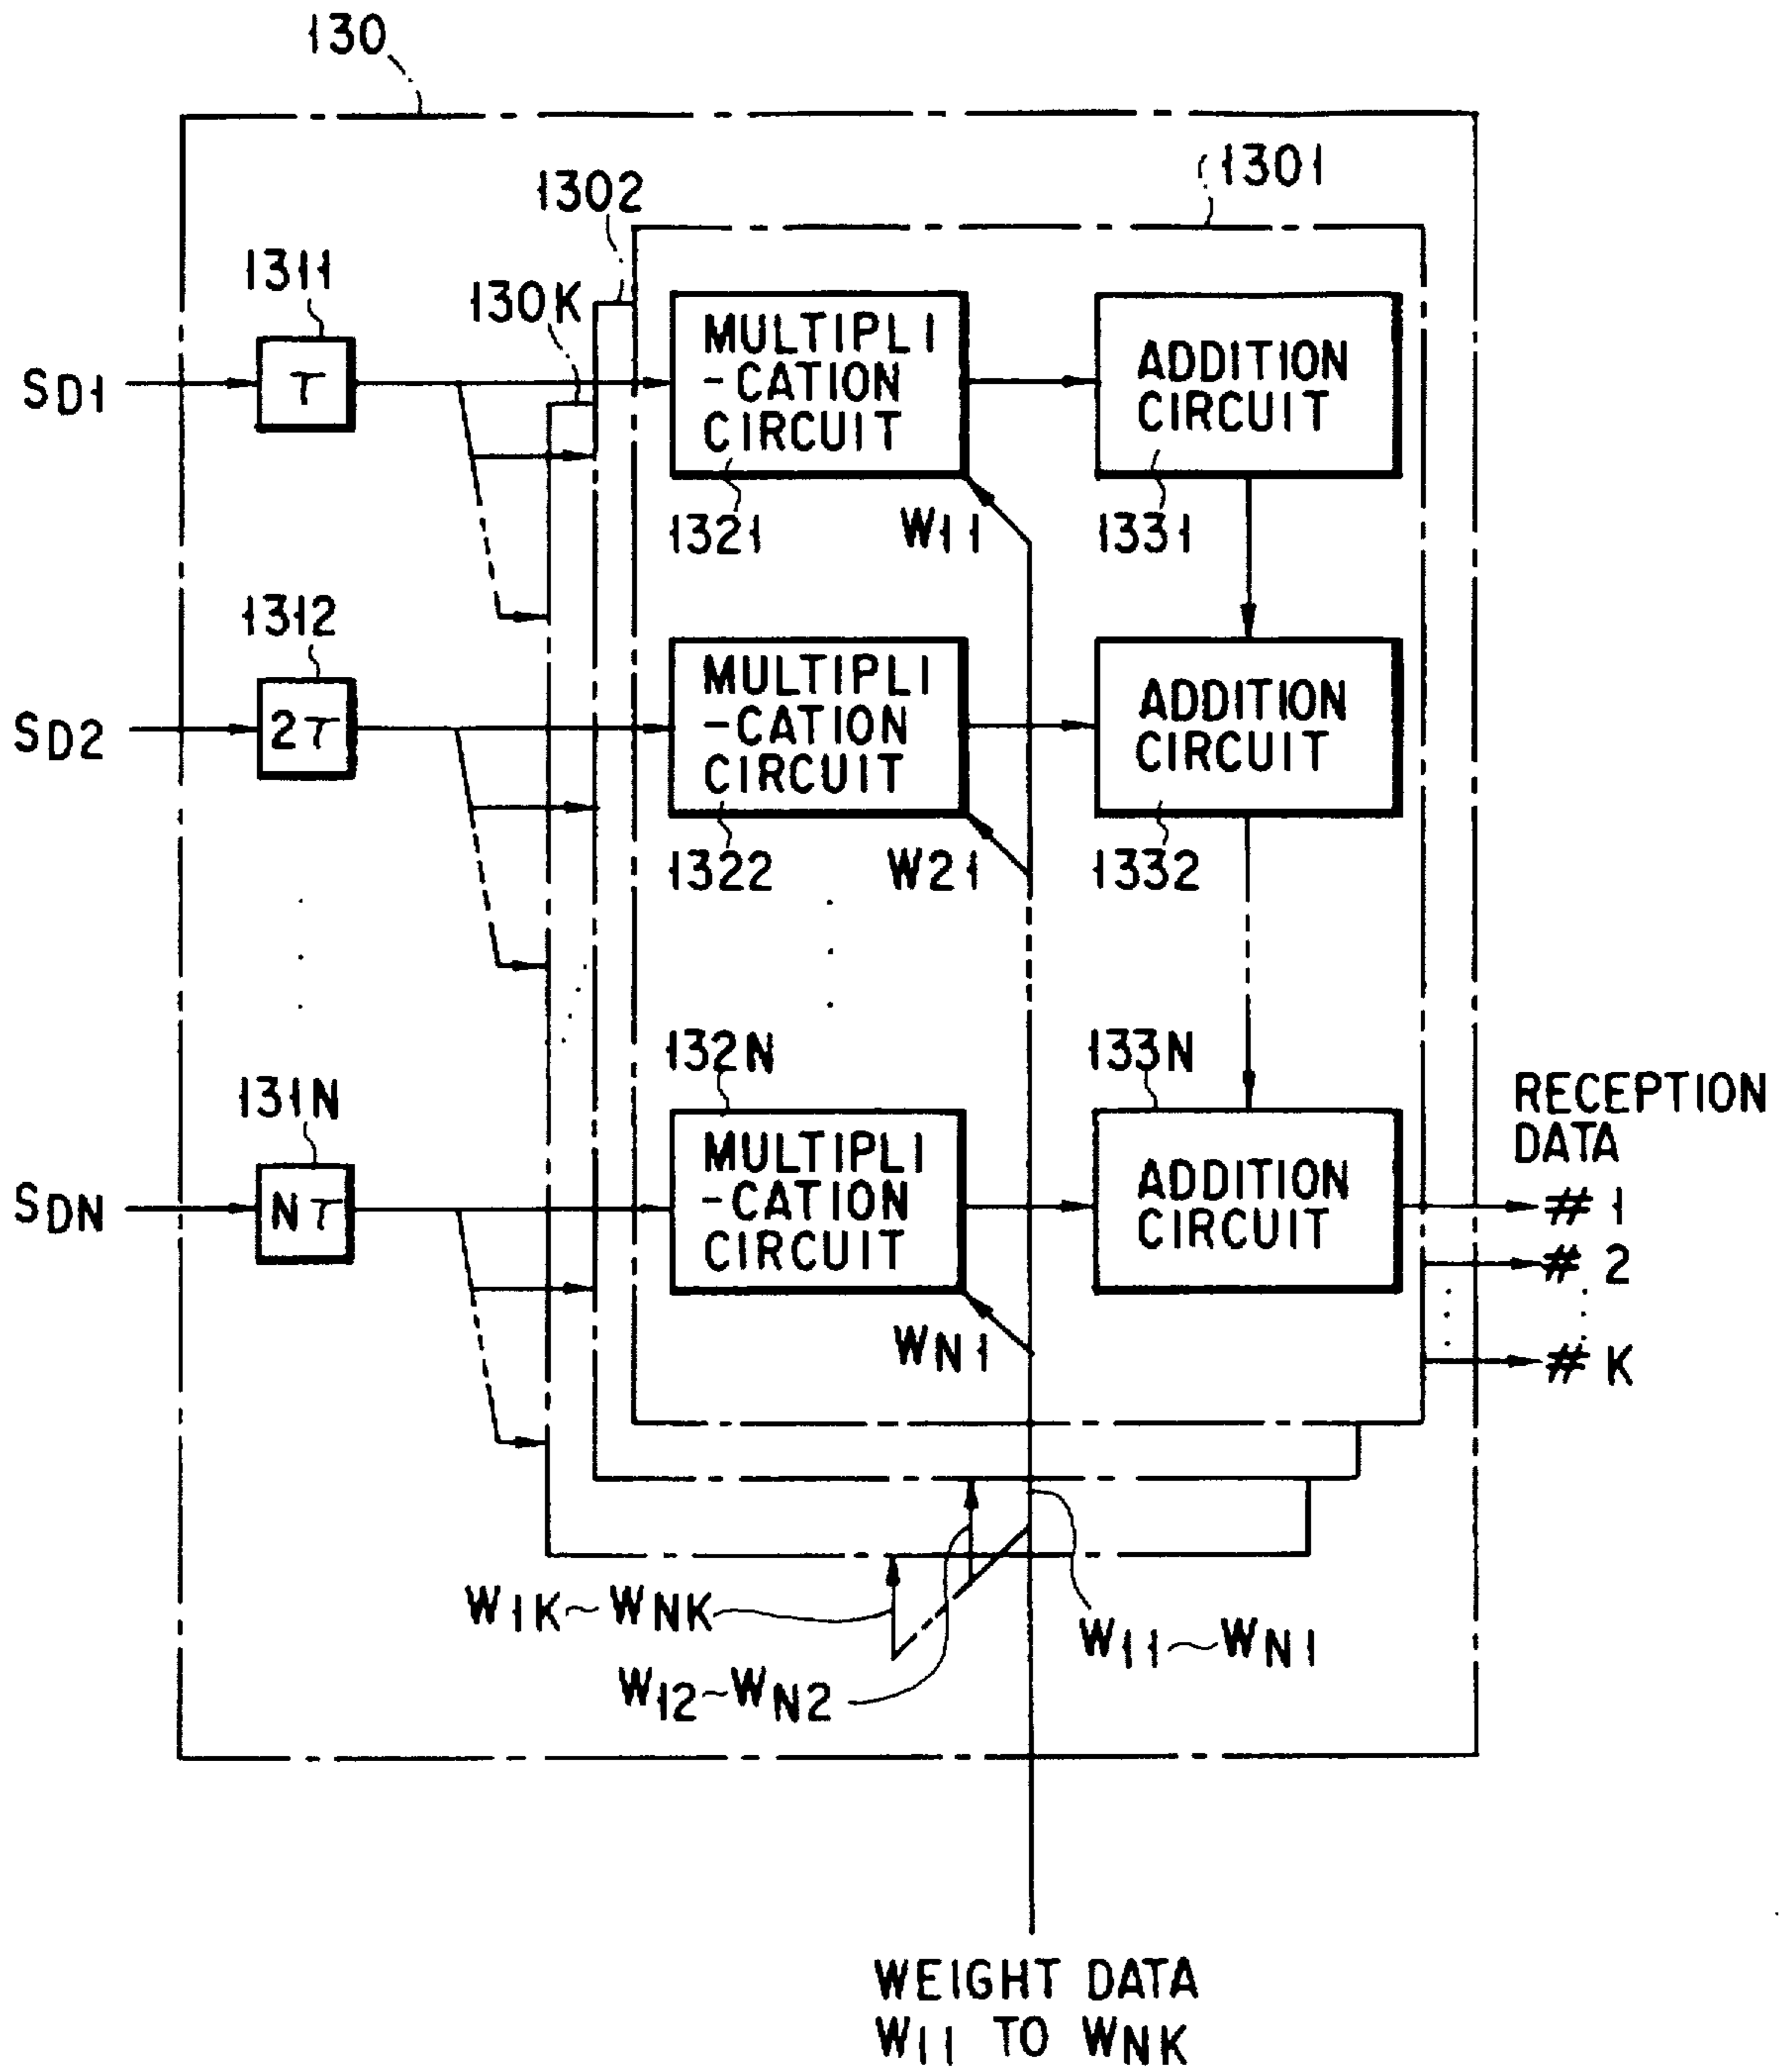 130
1301
1302
1311
130K
MULTIPLI
-CATION
CIRCUIT
ADDITION
CIRCUIT
SD1
T
1321
W11
1331
1312
MULTIPLI
-CATION
CIRCUIT
ADDITION
CIRCUIT
SD2
2T
1322
W21
1332
132N
133N
131N
RECEPTION
DATA
MULTIPLI
-CATION
CIRCUIT
ADDITION
CIRCUIT
SDN
NT
# 1
# 2
# K
WN1
W1K~WNK
W11~WN1
W12~WN2
WEIGHT DATA
W11 TO WNK